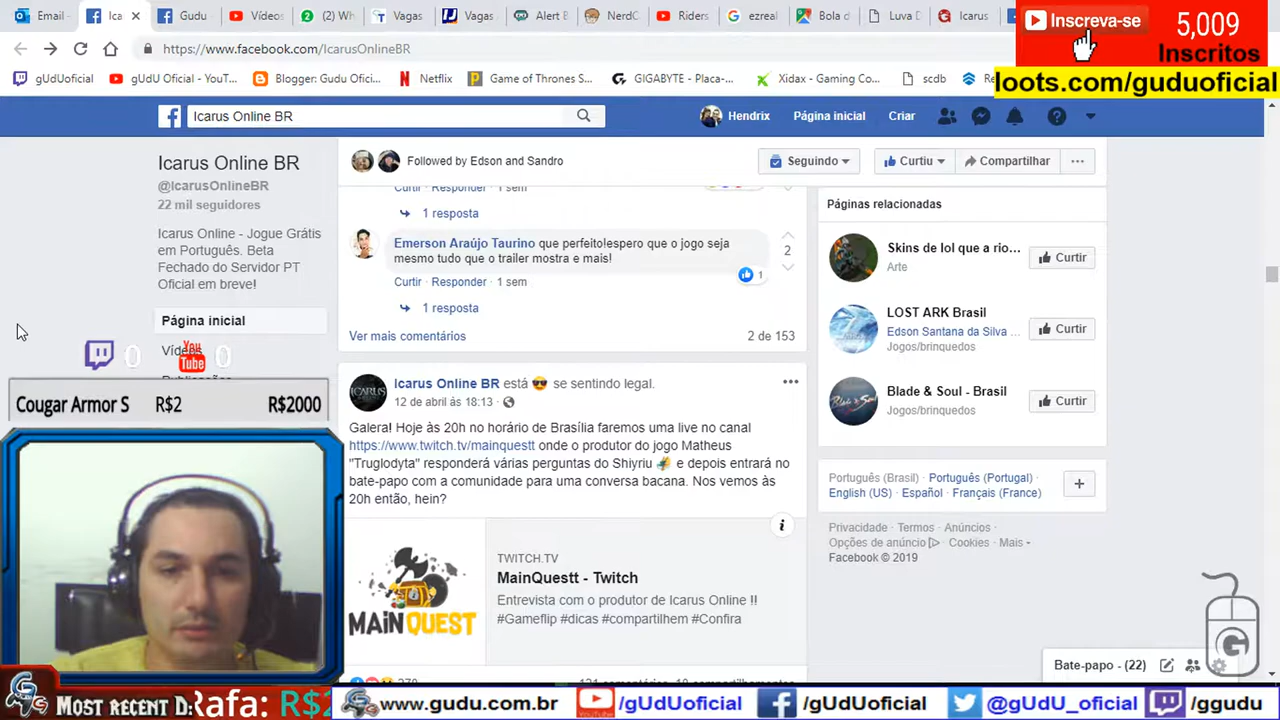 Email -
Íca
Gudu
Vídeos
(2) Wh
Vagas
Vagas
Alert B
NerdC
Riders
ezreal
Bola d
Luva D
Icarus
https://www.facebook.com/IcarusOnlineBR
Inscreva-se
5,009
Inscritos
loots.com/guduoficial
gUdUoficial
gUdU Oficial - YouT...
Blogger: Gudu Ofici...
Netflix
Game of Thrones S...
GIGABYTE - Placa-...
Xidax - Gaming Co...
scdb
Icarus Online BR
Hendrix
Página inicial
Criar
Icarus Online BR
@IcarusOnlineBR
22 mil seguidores
Icarus Online - Jogue Grátis
em Português. Beta
Fechado do Servidor PT
Oficial em breve!
Página inicial
Vídeos
Publicações
0
You
Tube
0
Cougar Armor S R$2 R$2000
Followed by Edson and Sandro
Seguindo
Curtiu
Compartilhar
Curtir · Responder · 1 sem
1 resposta
Emerson Araújo Taurino que perfeito!espero que o jogo seja
mesmo tudo que o trailer mostra e mais!
2
1
Curtir · Responder · 1 sem
1 resposta
Ver mais comentários
2 de 153
Icarus Online BR está 😎 se sentindo legal.
12 de abril às 18:13 ·
Galera! Hoje às 20h no horário de Brasília faremos uma live no canal
https://www.twitch.tv/mainquestt onde o produtor do jogo Matheus
"Truglodyta" responderá várias perguntas do Shiyriu e depois entrará no
bate-papo com a comunidade para uma conversa bacana. Nos vemos às
20h então, hein?
MAiN QUEST
TWITCH.TV
MainQuestt - Twitch
Entrevista com o produtor de Icarus Online !!
#Gameflip #dicas #compartilhem #Confira
Páginas relacionadas
Skins de lol que a rio...
Arte
Curtir
LOST ARK Brasil
Edson Santana da Silva ...
Jogos/brinquedos
Curtir
Blade & Soul - Brasil
Jogos/brinquedos
Curtir
Português (Brasil) · Português (Portugal) ·
English (US) · Español · Français (France)
Privacidade · Termos · Anúncios ·
Opções de anúncio · Cookies · Mais
Facebook © 2019
Bate-papo - (22)
MOST RECENT D:
Rafa: R$2
www.gudu.com.br
YouTube
/gUdUoficial
/gUdUoficial
@gUdU_oficial
/ggudu